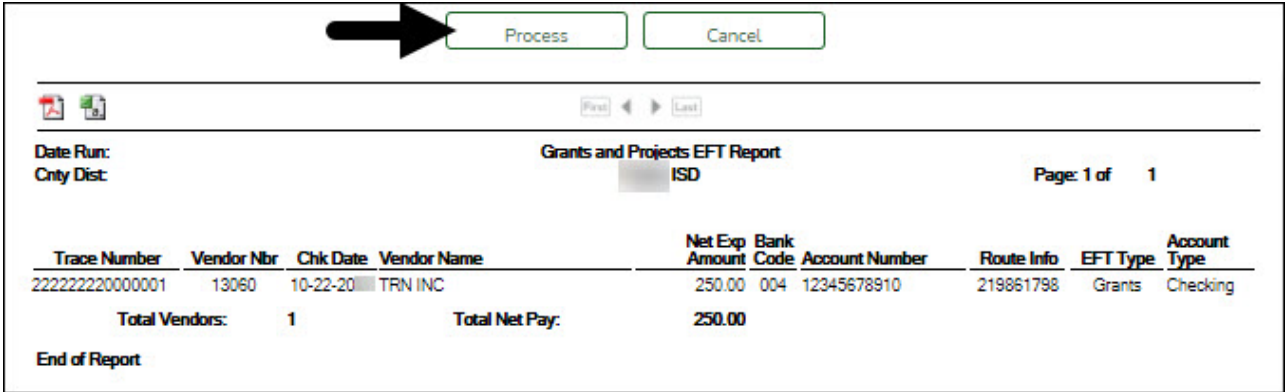 Process Cancel
First Last
Date Run: Grants and Projects EFT Report
Cnty Dist: ISD Page: 1 of 1
Net Exp Bank Account
Trace Number Vendor Nbr Chk Date Vendor Name Amount Code Account Number Route Info EFT Type Type
222222220000001 13060 10-22-20 TRN INC 250.00 004 12345678910 219861798 Grants Checking
Total Vendors: 1 Total Net Pay: 250.00
End of Report